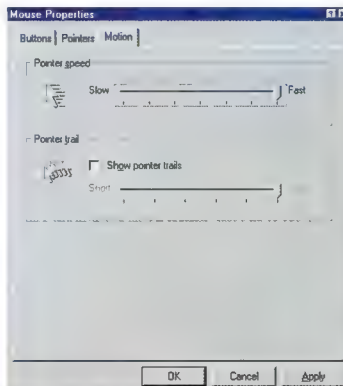 Mouse Properties
Buttons Pointers Motion
Pointer speed
Slow Fast
Pointer trail
Show pointer trails
Short
OK Cancel Apply